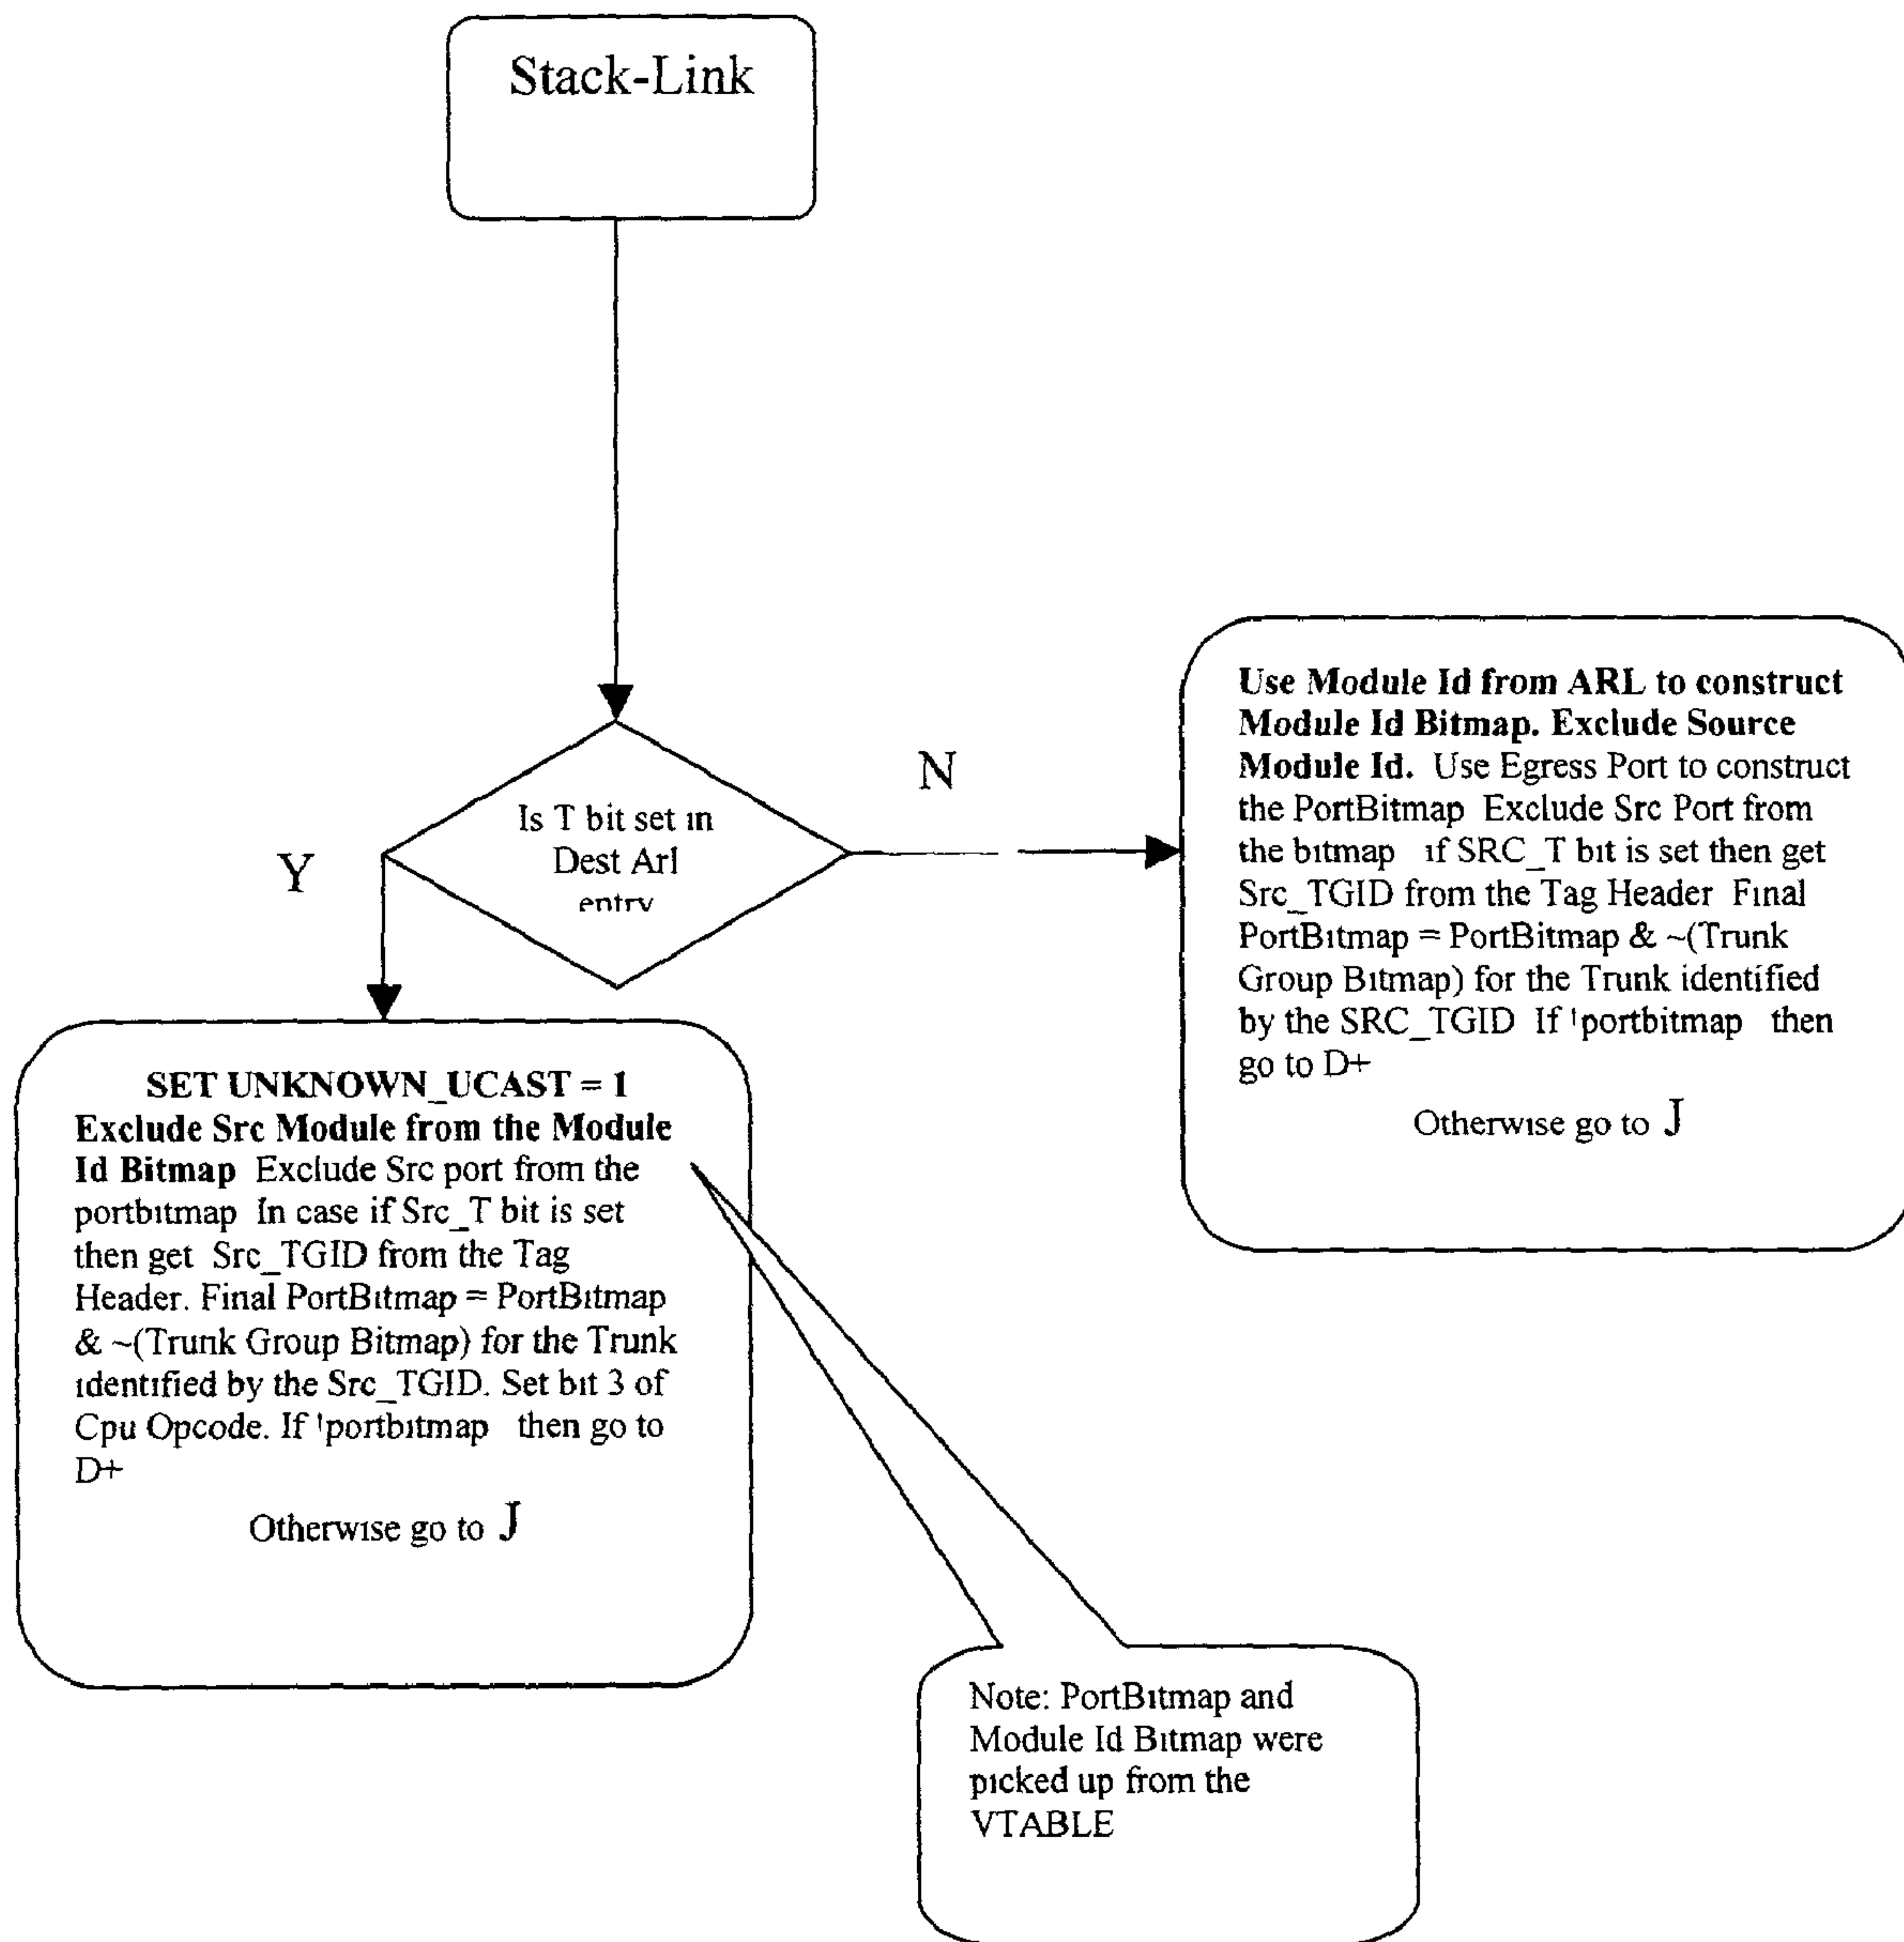 Stack-Link
Is T bit set in
Dest Arl
entry
N
Y
Use Module Id from ARL to construct
Module Id Bitmap. Exclude Source
Module Id. Use Egress Port to construct
the PortBitmap Exclude Src Port from
the bitmap if SRC_T bit is set then get
Src_TGID from the Tag Header Final
PortBitmap = PortBitmap & ~(Trunk
Group Bitmap) for the Trunk identified
by the SRC_TGID If !portbitmap then
go to D+
Otherwise go to J
SET UNKNOWN_UCAST = 1
Exclude Src Module from the Module
Id Bitmap Exclude Src port from the
portbitmap In case if Src_T bit is set
then get Src_TGID from the Tag
Header. Final PortBitmap = PortBitmap
& ~(Trunk Group Bitmap) for the Trunk
identified by the Src_TGID. Set bit 3 of
Cpu Opcode. If !portbitmap then go to
D+
Otherwise go to J
Note: PortBitmap and
Module Id Bitmap were
picked up from the
VTABLE